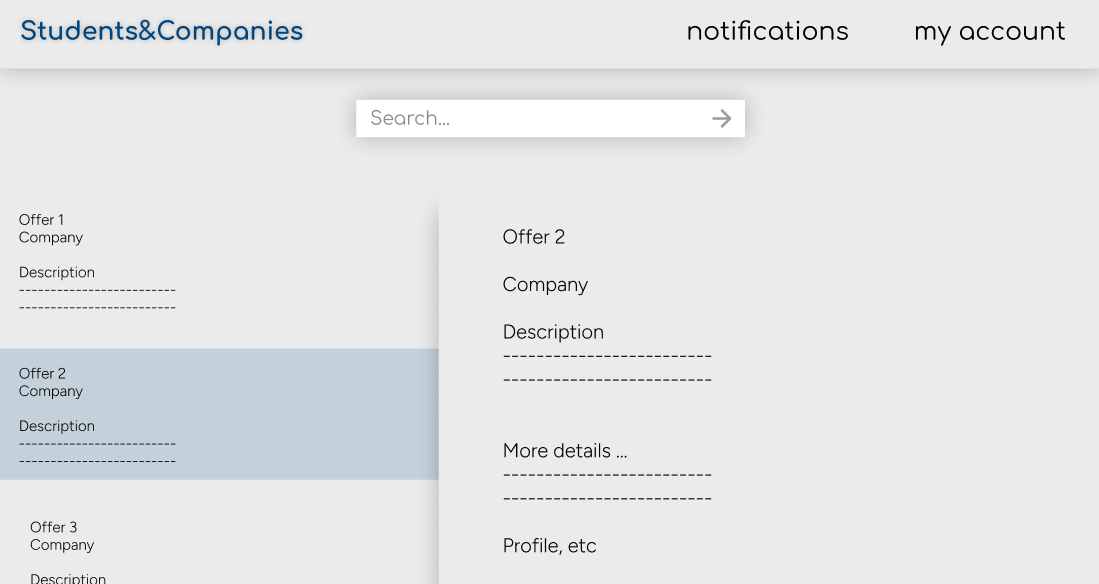 Students&Companies
notifications
my account
Search...
Offer 1
Company
Description
-------------------------
-------------------------
Offer 2
Company
Description
-------------------------
-------------------------
Offer 3
Company
Description
Offer 2
Company
Description
-------------------------
-------------------------
More details ...
-------------------------
-------------------------
Profile, etc